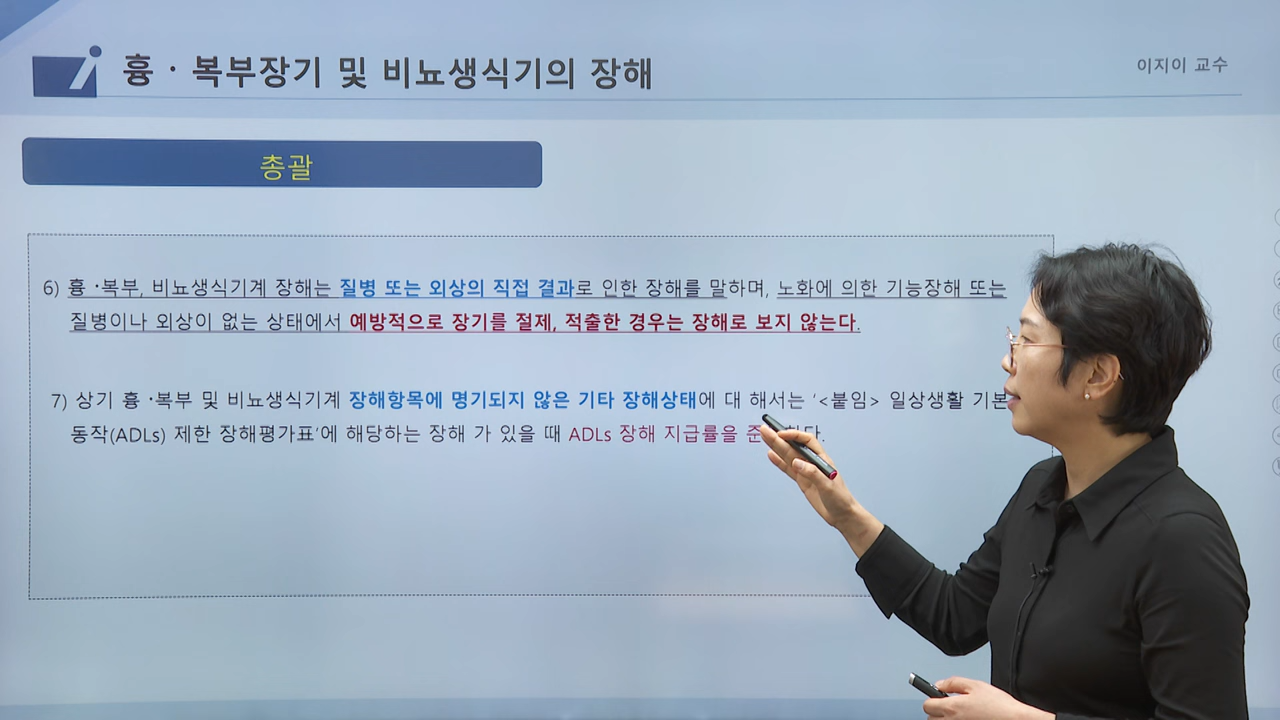 흉 · 복부장기 및 비뇨생식기의 장해
이지이 교수
총괄
6) 흉 ·복부, 비뇨생식기계 장해는 질병 또는 외상의 직접 결과로 인한 장해를 말하며, 노화에 의한 기능장해 또는
질병이나 외상이 없는 상태에서 예방적으로 장기를 절제, 적출한 경우는 장해로 보지 않는다.
7) 상기 흉 ·복부 및 비뇨생식기계 장해항목에 명기되지 않은 기타 장해상태에 대 해서는 '<붙임> 일상생활 기본
동작(ADLs) 제한 장해평가표'에 해당하는 장해 가 있을 때 ADLs 장해 지급률을